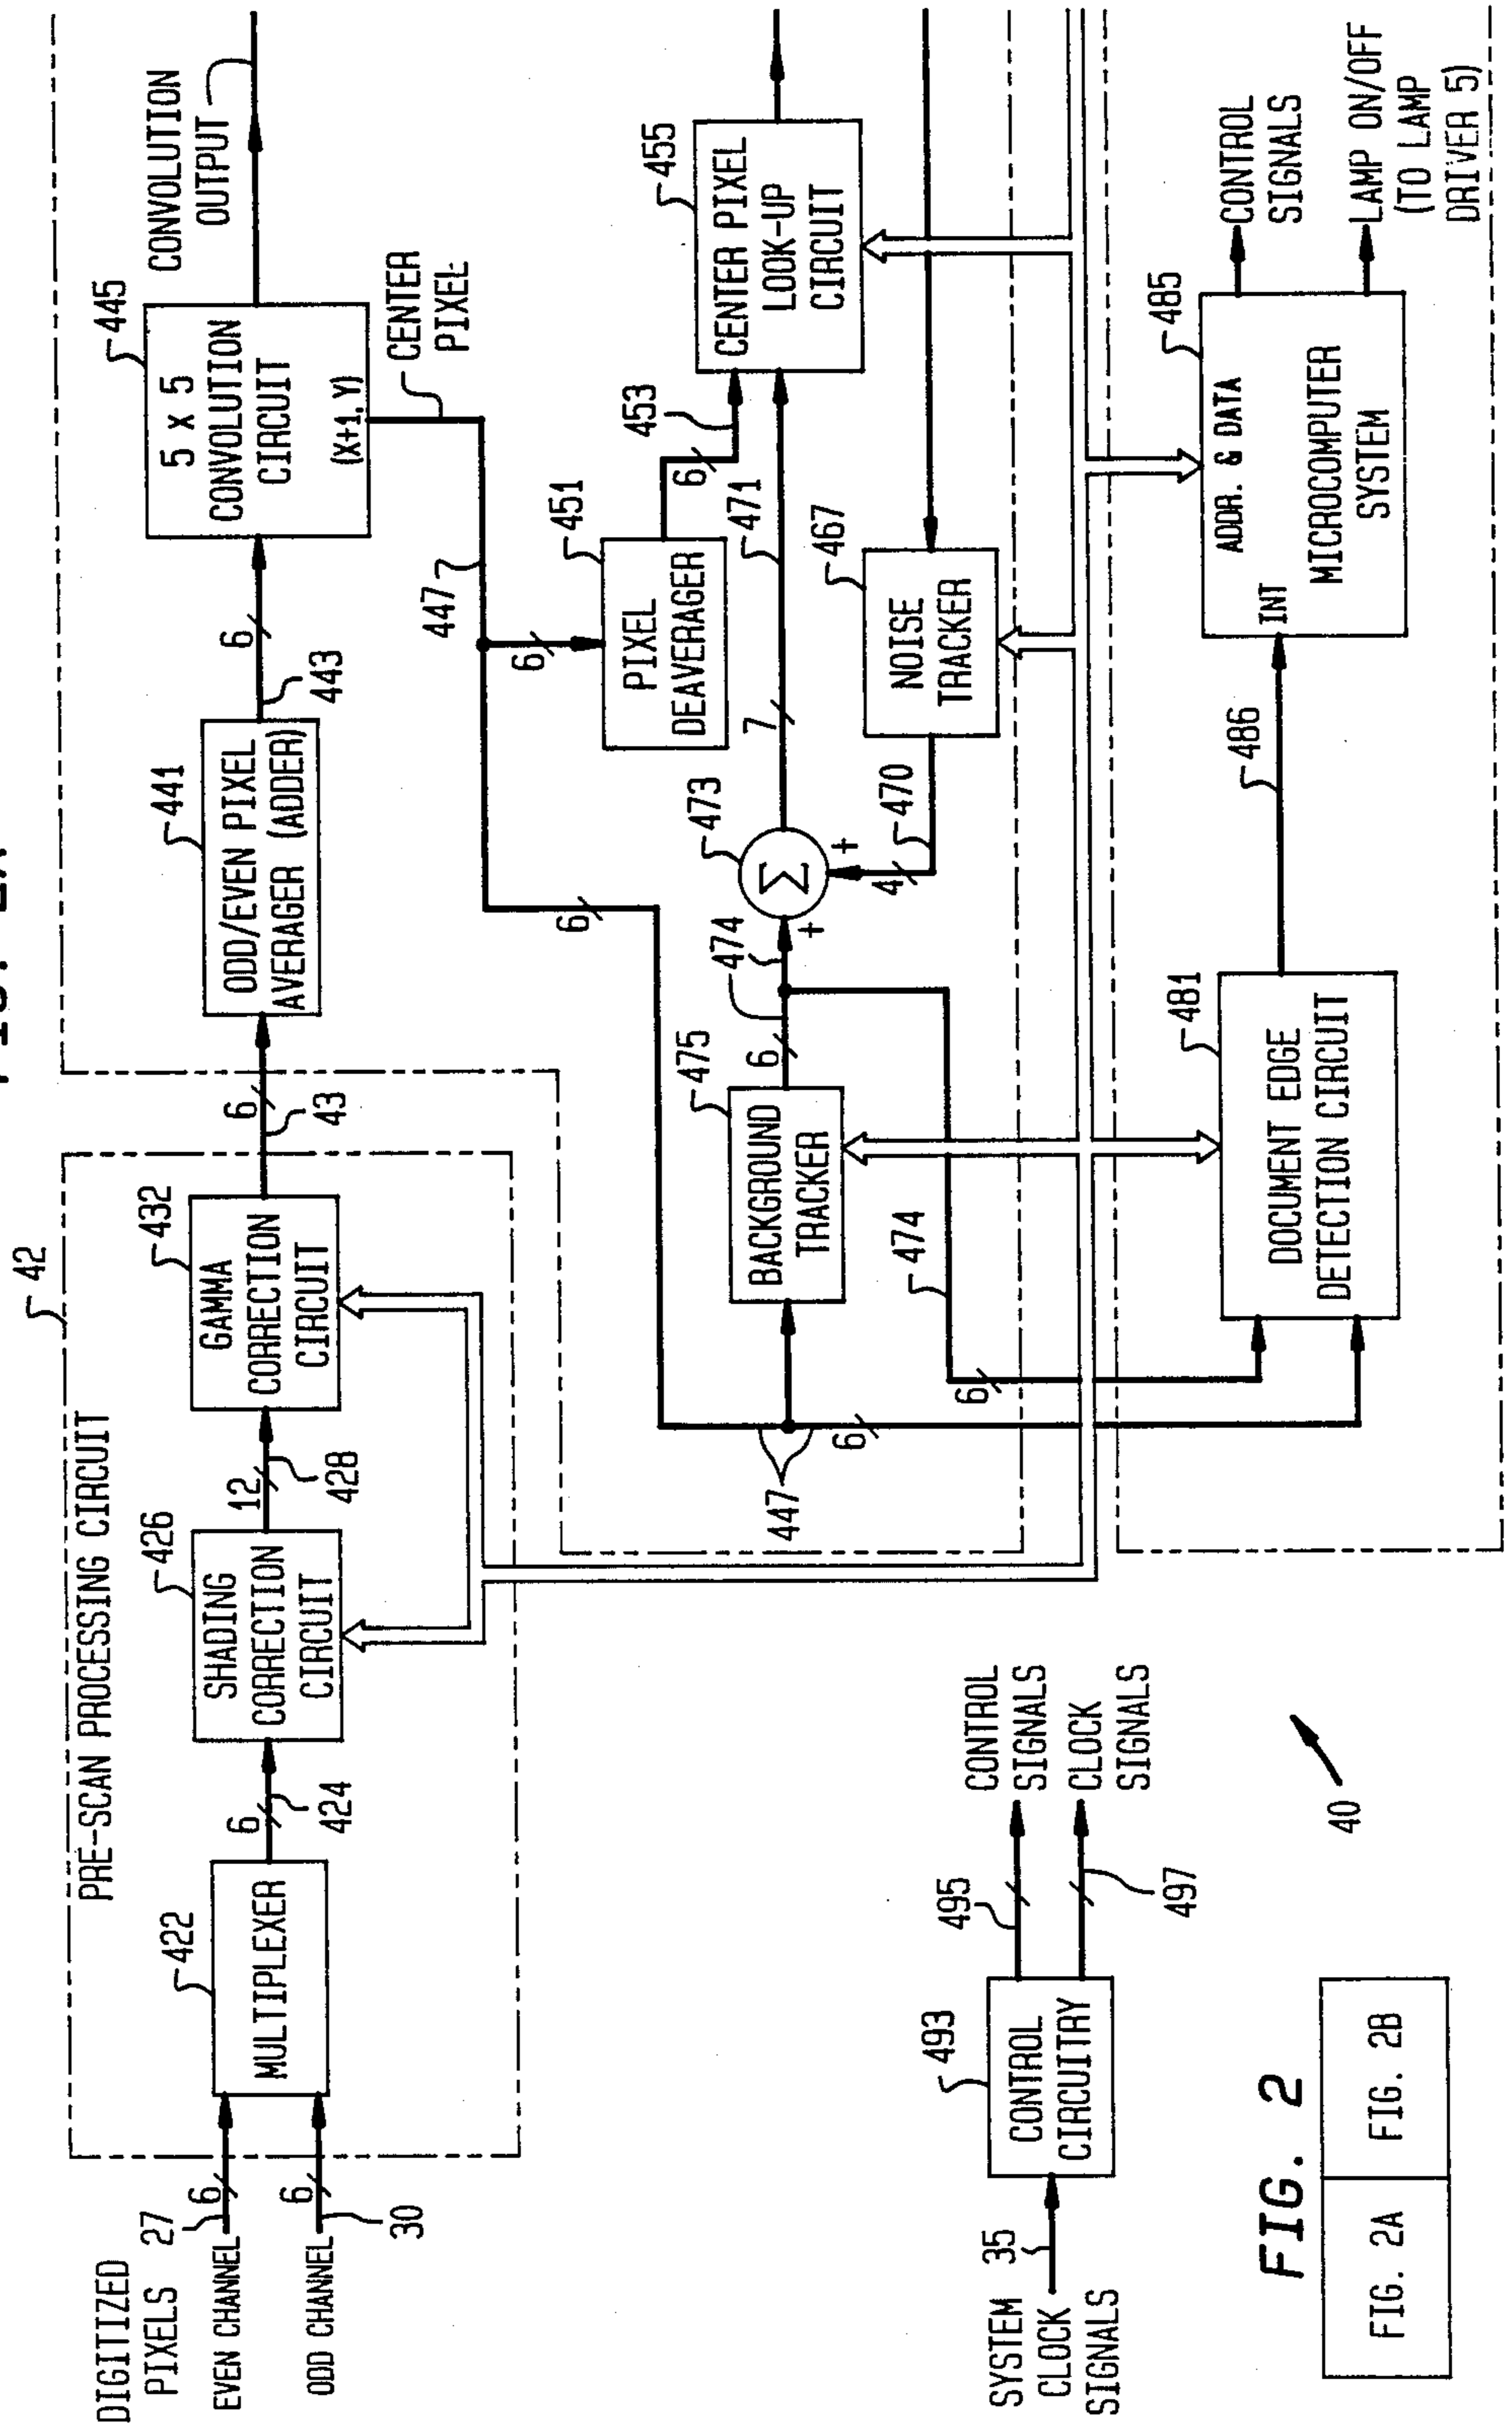 42
PRE-SCAN PROCESSING CIRCUIT
DIGITIZED
PIXELS
27
EVEN CHANNEL
6
ODD CHANNEL
6
30
422
MULTIPLEXER
6
424
426
SHADING
CORRECTION
CIRCUIT
12
428
432
GAMMA
CORRECTION
CIRCUIT
6
43
441
ODD/EVEN PIXEL
AVERAGER (ADDER)
6
443
445
5 x 5
CONVOLUTION
CIRCUIT
(X+1,Y)
CONVOLUTION
OUTPUT
CENTER
PIXEL
447
6
6
451
PIXEL
DEAVERAGER
6
453
455
CENTER PIXEL
LOOK-UP
CIRCUIT
447
6
475
BACKGROUND
TRACKER
6
474
474
6
473
Σ
+
+
7
471
4
470
467
NOISE
TRACKER
481
DOCUMENT EDGE
DETECTION CIRCUIT
486
485
ADDR. & DATA
INT
MICROCOMPUTER
SYSTEM
CONTROL
SIGNALS
LAMP ON/OFF
(TO LAMP
DRIVER 5)
SYSTEM
CLOCK
SIGNALS
35
493
CONTROL
CIRCUITRY
495
CONTROL
SIGNALS
497
CLOCK
SIGNALS
40
FIG. 2
FIG. 2A
FIG. 2B